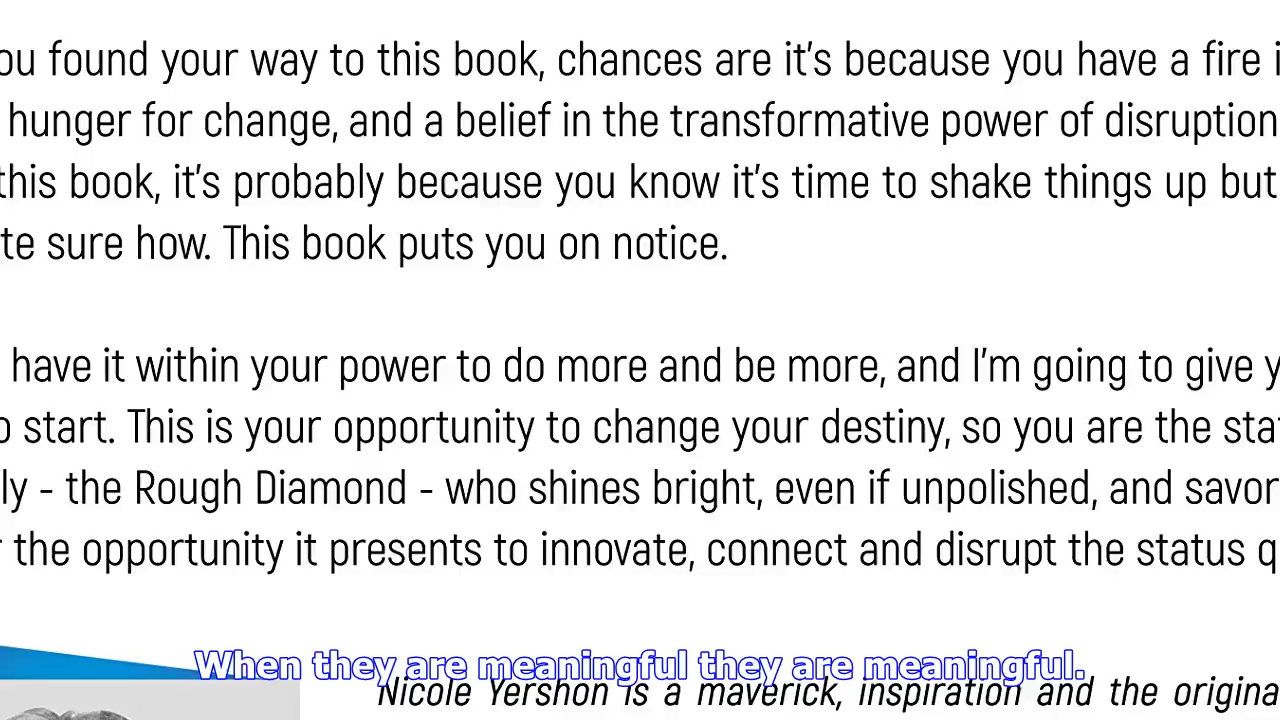 ou found your way to this book, chances are it's because you have a fire i
hunger for change, and a belief in the transformative power of disruption
this book, it's probably because you know it's time to shake things up but
te sure how. This book puts you on notice.
have it within your power to do more and be more, and I'm going to give y
o start. This is your opportunity to change your destiny, so you are the sta
ly - the Rough Diamond - who shines bright, even if unpolished, and savor
r the opportunity it presents to innovate, connect and disrupt the status q
When they are meaningful they are meaningful.
Nicole Yershon is a maverick, inspiration and the origina